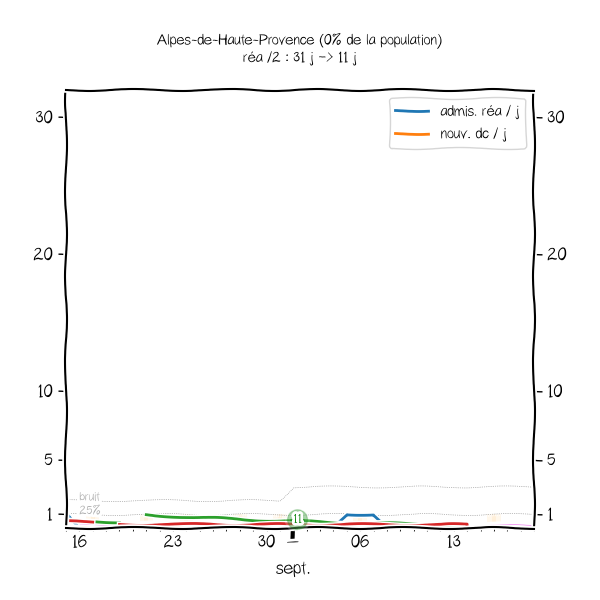 Alpes-de-Haute-Provence (0% de la population)
réa /2 : 31 j -> 11 j
admis. réa / j
nouv. dc / j
30
30
20
20
10
10
5
5
bruit
25%
1
1
11
16
23
30
06
13
sept.